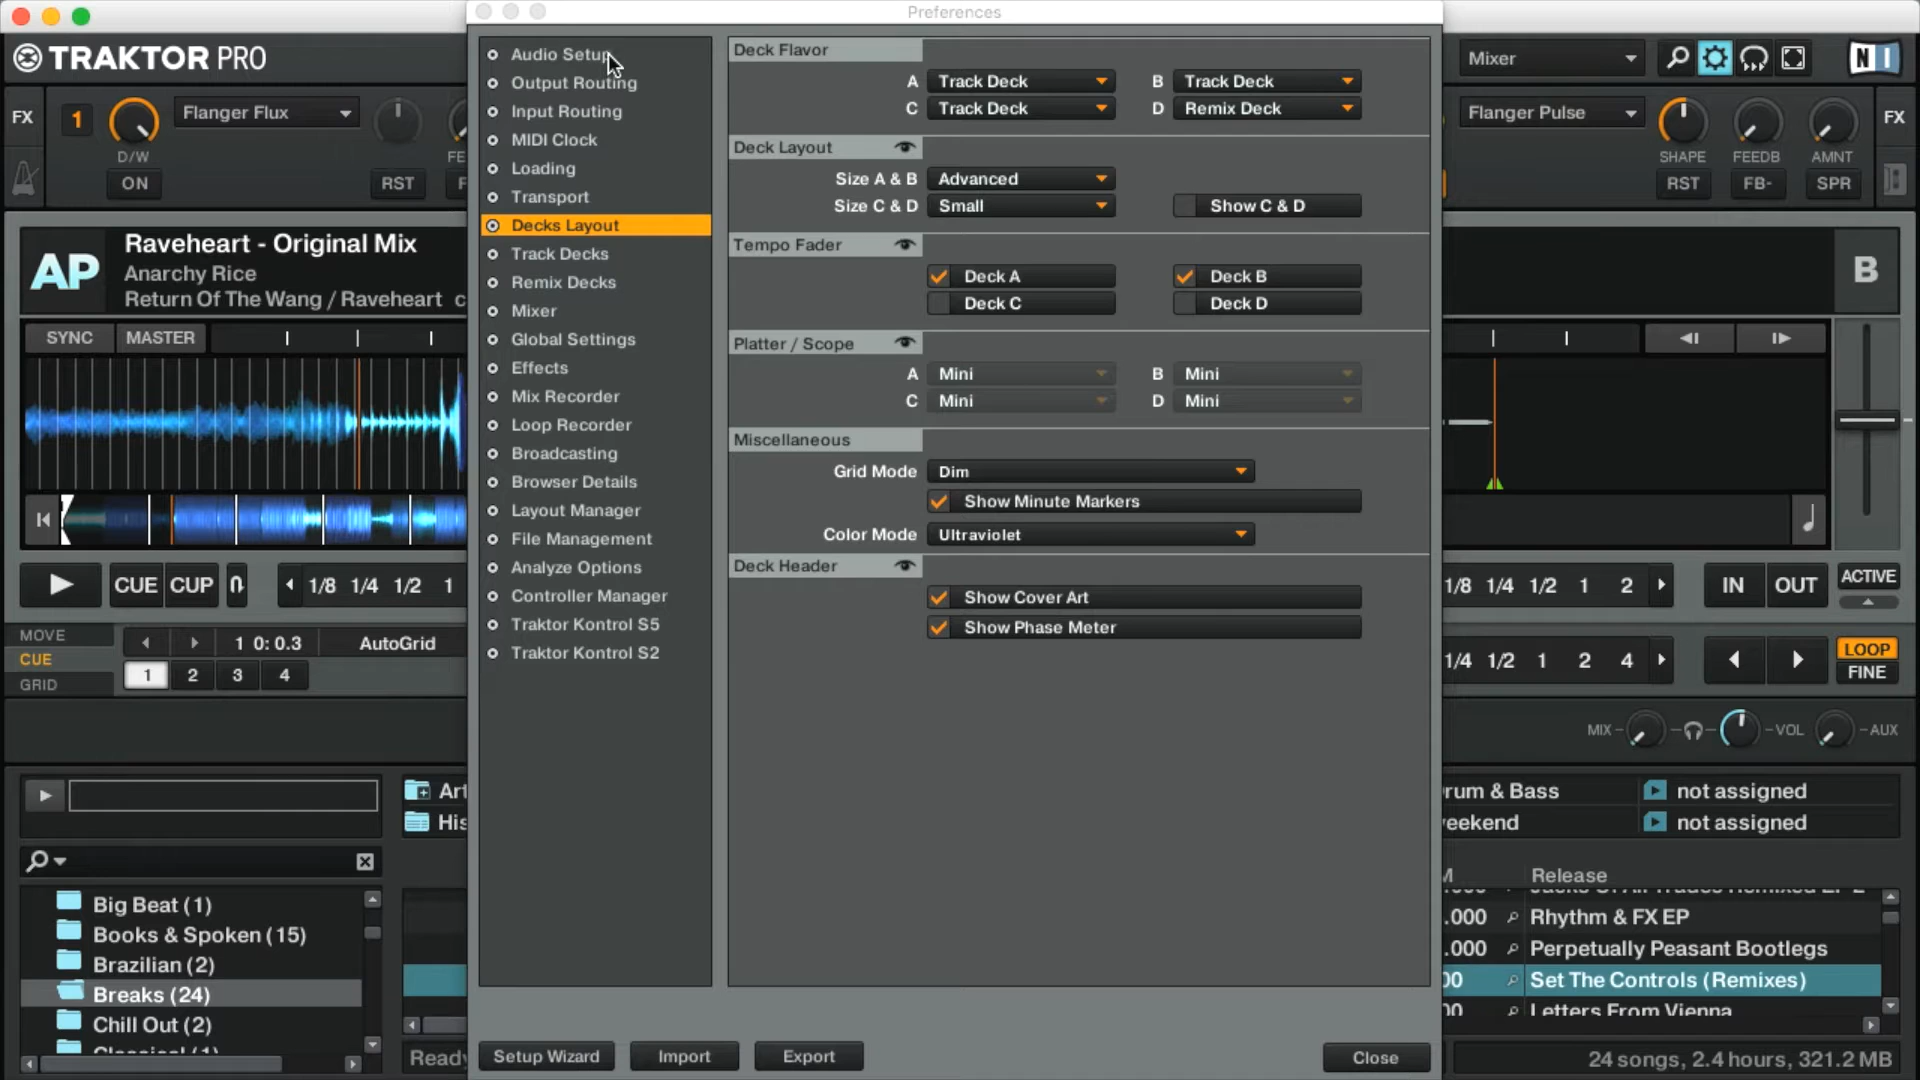 Preferences
TRAKTOR PRO
Mixer
FX
1
Flanger Flux
D/W
ON
RST
Flanger Pulse
SHAPE
FEEDB
AMNT
RST
FB-
SPR
FX
AP
Raveheart - Original Mix
Anarchy Rice
Return Of The Wang / Raveheart
SYNC
MASTER
CUE
CUP
1/8 1/4 1/2 1
MOVE
CUE
GRID
1 0: 0.3
AutoGrid
1
2
3
4
Audio Setup
Output Routing
Input Routing
MIDI Clock
Loading
Transport
Decks Layout
Track Decks
Remix Decks
Mixer
Global Settings
Effects
Mix Recorder
Loop Recorder
Broadcasting
Browser Details
Layout Manager
File Management
Analyze Options
Controller Manager
Traktor Kontrol S5
Traktor Kontrol S2
Deck Flavor
A Track Deck B Track Deck
C Track Deck D Remix Deck
Deck Layout
Size A & B Advanced
Size C & D Small Show C & D
Tempo Fader
Deck A Deck B
Deck C Deck D
Platter / Scope
A Mini B Mini
C Mini D Mini
Miscellaneous
Grid Mode Dim
Show Minute Markers
Color Mode Ultraviolet
Deck Header
Show Cover Art
Show Phase Meter
Setup Wizard
Import
Export
Close
B
1/8 1/4 1/2 1 2
IN
OUT
ACTIVE
1/4 1/2 1 2 4
LOOP
FINE
MIX
VOL
AUX
Big Beat (1)
Books & Spoken (15)
Brazilian (2)
Breaks (24)
Chill Out (2)
Ready
& Bass
not assigned
not assigned
Release
.000 Rhythm & FX EP
.000 Perpetually Peasant Bootlegs
Set The Controls (Remixes)
Letters From Vienna
24 songs, 2.4 hours, 321.2 MB